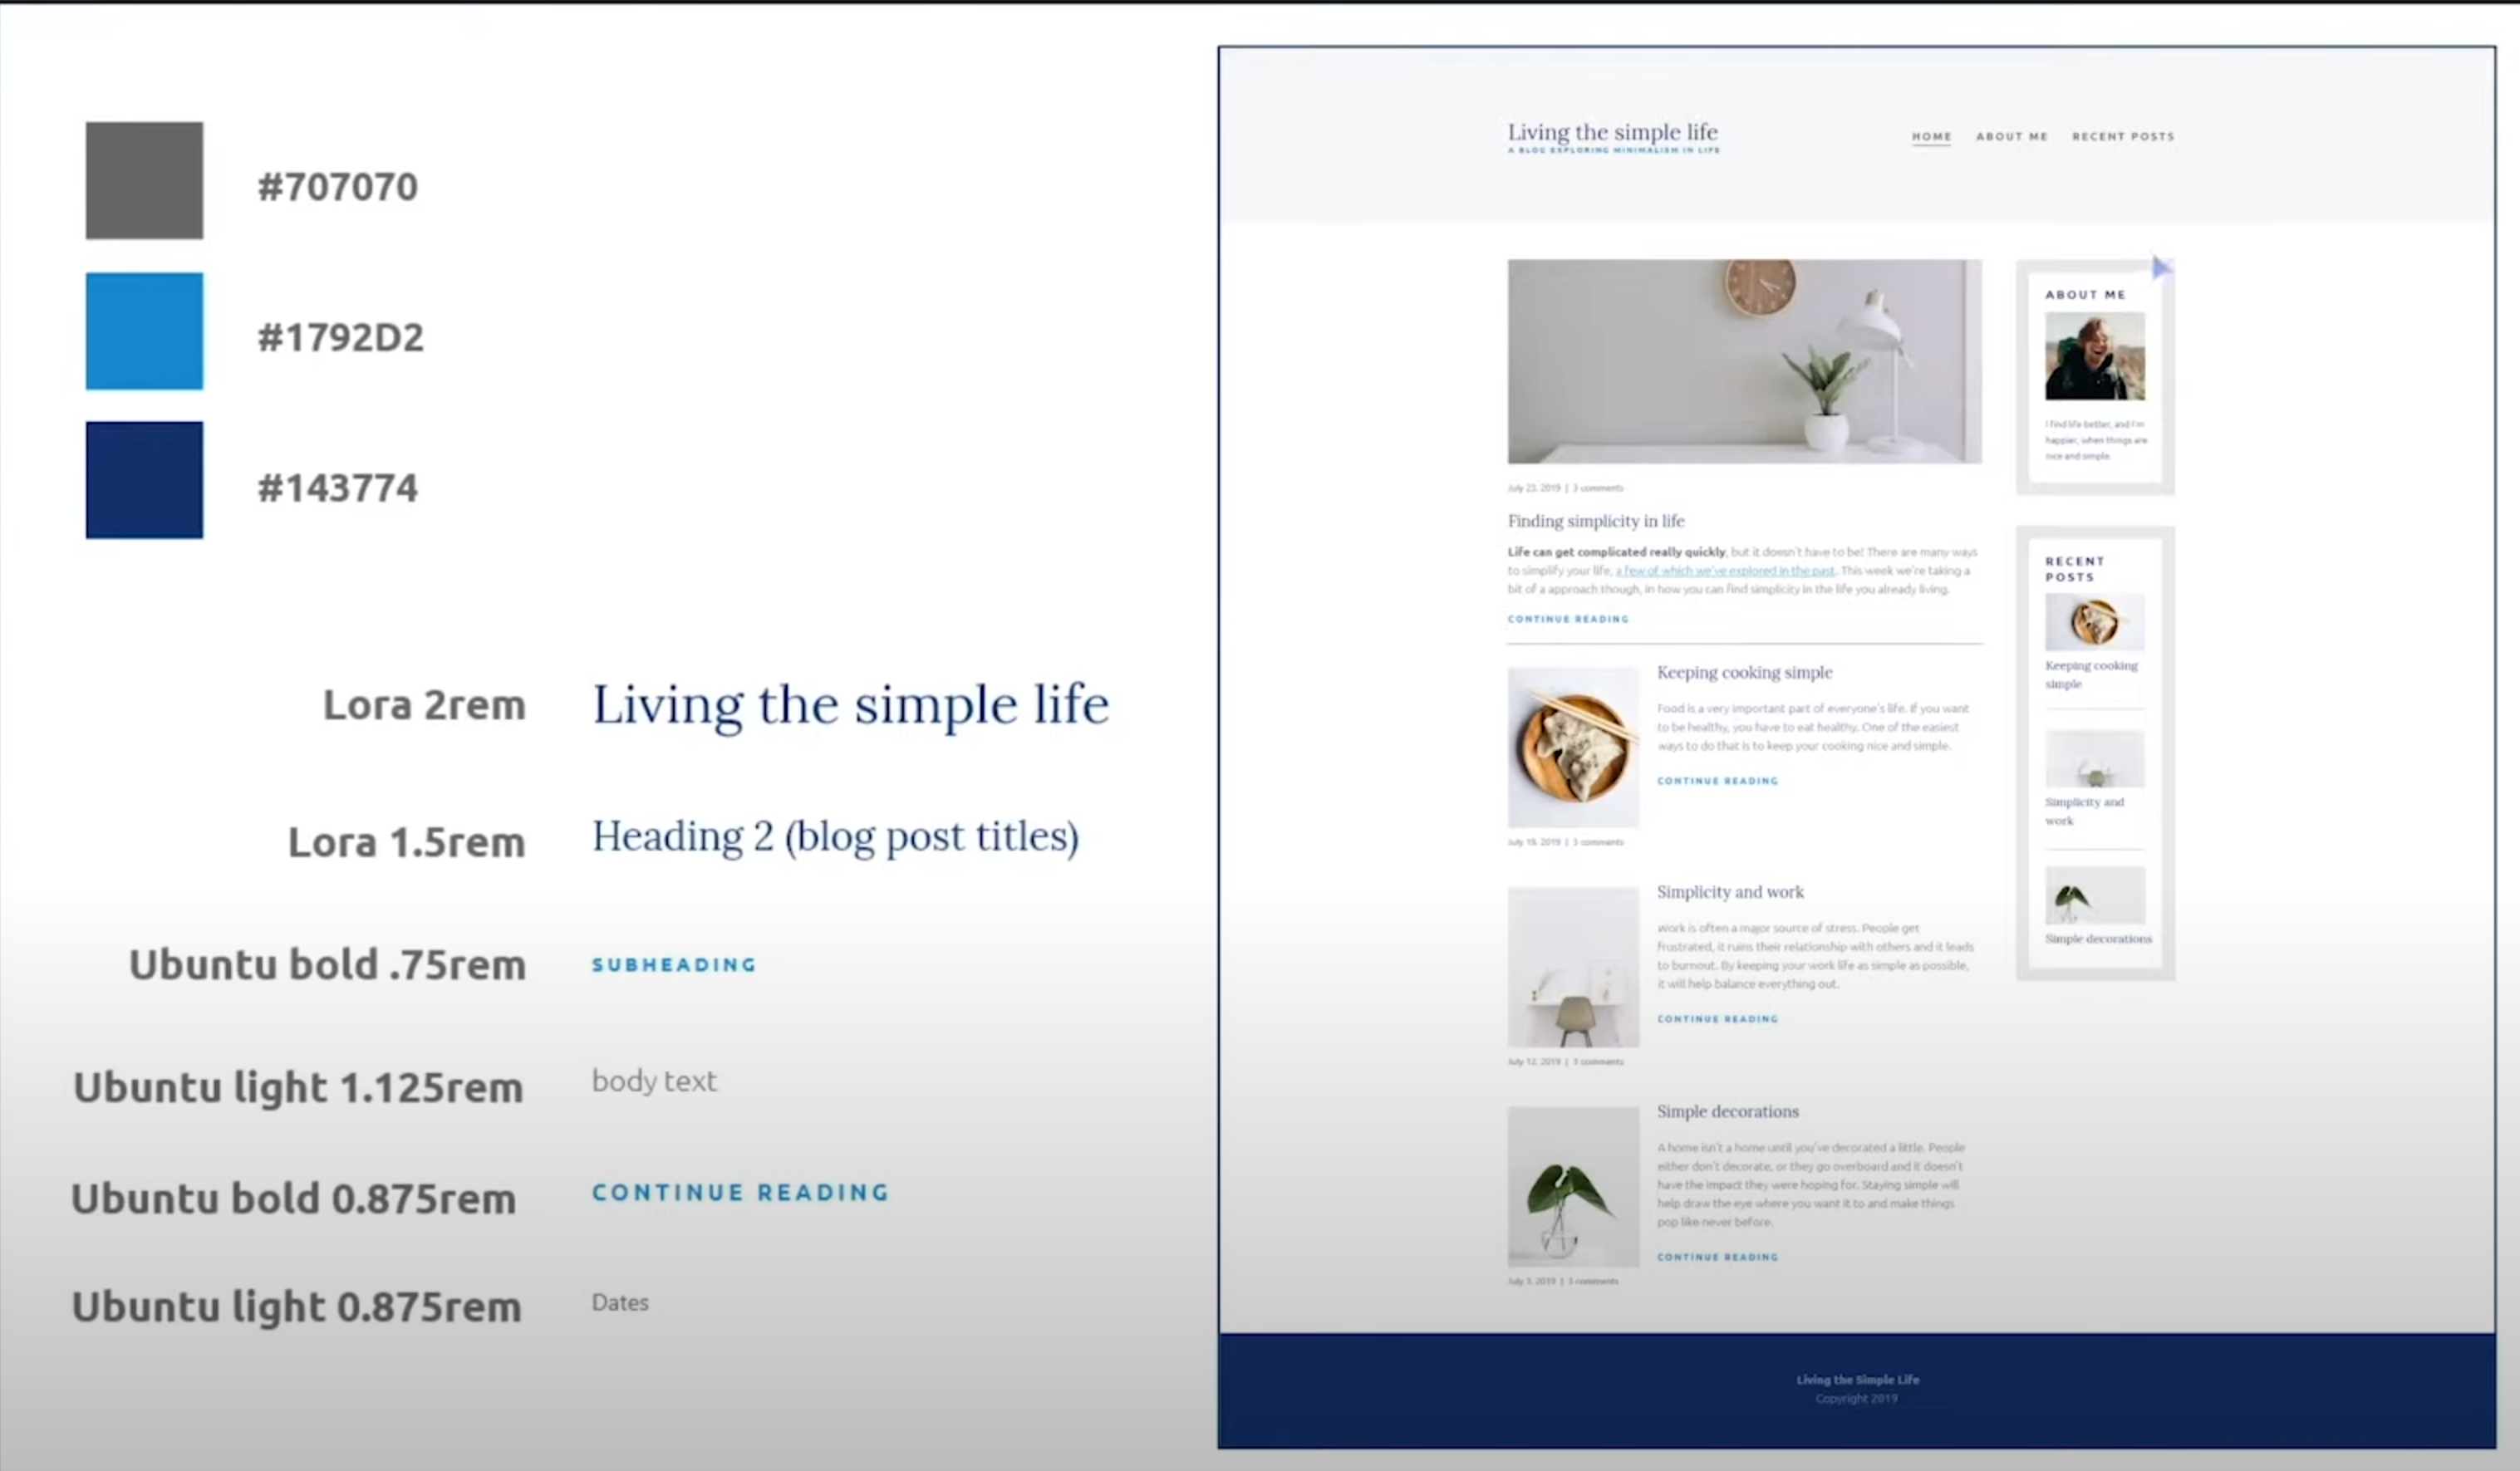 #707070
#1792D2
#143774
Lora 2rem
Living the simple life
Lora 1.5rem
Heading 2 (blog post titles)
Ubuntu bold .75rem
SUBHEADING
Ubuntu light 1.125rem
body text
Ubuntu bold 0.875rem
CONTINUE READING
Ubuntu light 0.875rem
Dates
Living the simple life
A BLOG EXPLORING MINIMALISM IN LIFE
HOME ABOUT ME RECENT POSTS
July 23, 2019 | 3 comments
Finding simplicity in life
Life can get complicated really quickly, but it doesn't have to be! There are many ways
to simplify your life, a few of which we've explored in the past. This week we're taking a
bit of a approach though, in how you can find simplicity in the life you already living.
CONTINUE READING
Keeping cooking simple
Food is a very important part of everyone's life. If you want
to be healthy, you have to eat healthy. One of the easiest
ways to do that is to keep your cooking nice and simple.
CONTINUE READING
July 19, 2019 | 3 comments
Simplicity and work
Work is often a major source of stress. People get
frustrated, it ruins their relationship with others and it leads
to burnout. By keeping your work life as simple as possible,
it will help balance everything out.
CONTINUE READING
July 12, 2019 | 3 comments
Simple decorations
A home isn't a home until you've decorated a little. People
either don't decorate, or they go overboard and it doesn't
have the impact they were hoping for. Staying simple will
help draw the eye where you want it to and make things
pop like never before.
CONTINUE READING
July 3, 2019 | 3 comments
ABOUT ME
I find life better, and I'm
happier, when things are
nice and simple.
RECENT
POSTS
Keeping cooking
simple
Simplicity and
work
Simple decorations
Living the Simple Life
Copyright 2019